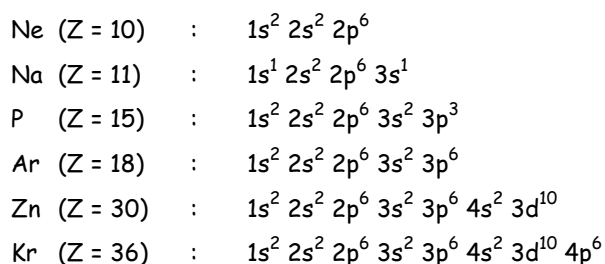 Ne (Z = 10) : 1s² 2s² 2p⁶
Na (Z = 11) : 1s¹ 2s² 2p⁶ 3s¹
P (Z = 15) : 1s² 2s² 2p⁶ 3s² 3p³
Ar (Z = 18) : 1s² 2s² 2p⁶ 3s² 3p⁶
Zn (Z = 30) : 1s² 2s² 2p⁶ 3s² 3p⁶ 4s² 3d¹⁰
Kr (Z = 36) : 1s² 2s² 2p⁶ 3s² 3p⁶ 4s² 3d¹⁰ 4p⁶